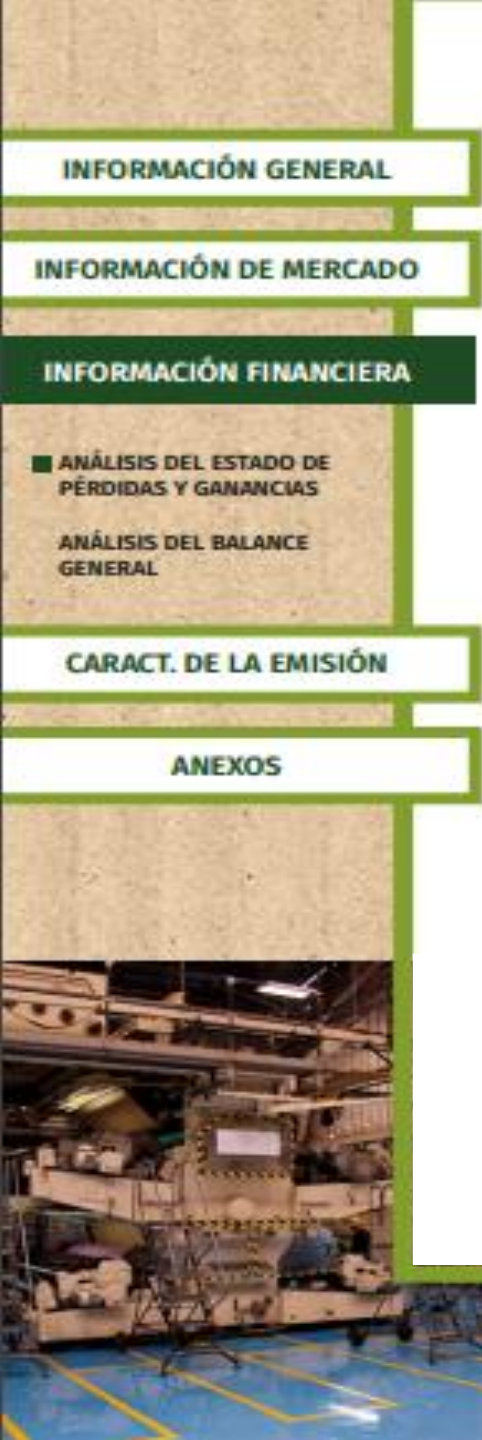 INFORMACIÓN GENERAL
INFORMACIÓN DE MERCADO
INFORMACIÓN FINANCIERA
ANÁLISIS DEL ESTADO DE
PÉRDIDAS Y GANANCIAS
ANÁLISIS DEL BALANCE
GENERAL
CARACT. DE LA EMISIÓN
ANEXOS